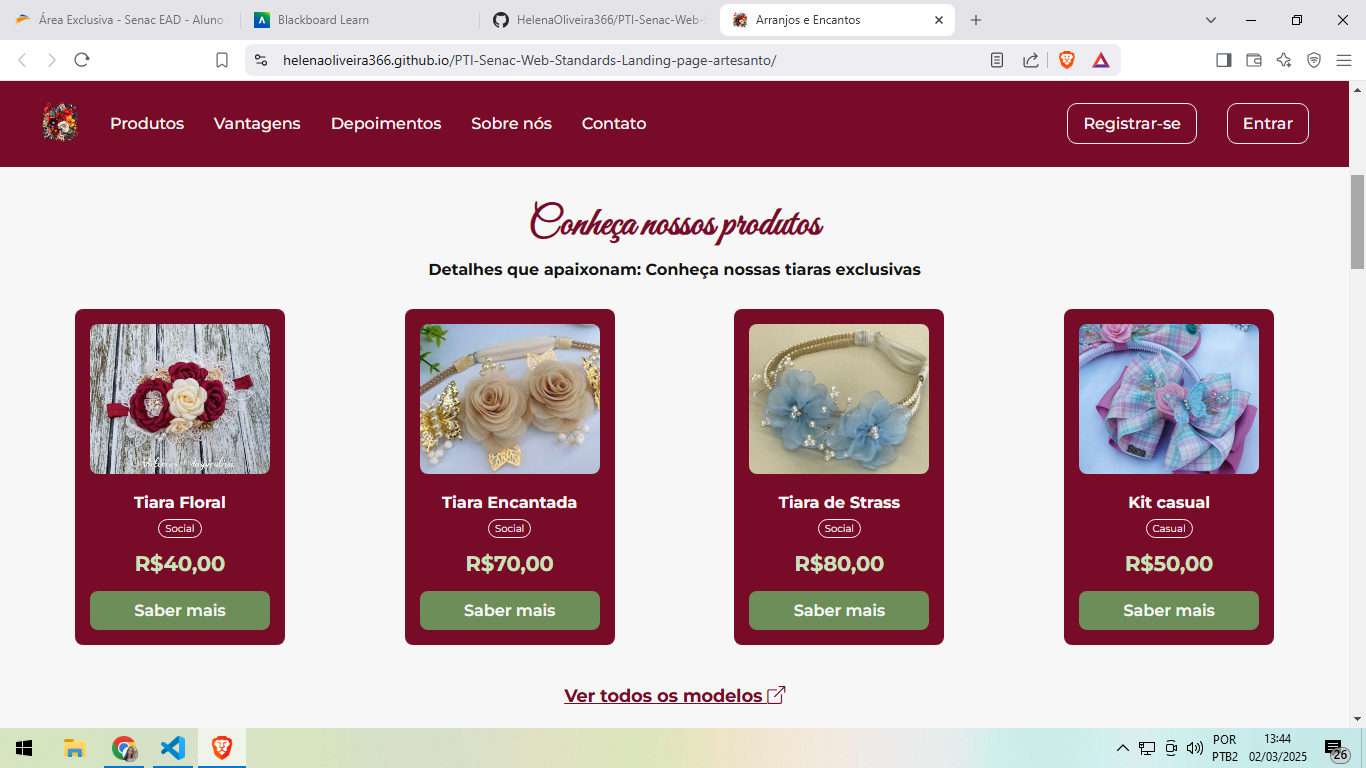 Área Exclusiva - Senac EAD - Aluno
Blackboard Learn
HelenaOliveira366/PTI-Senac-Web-S
Arranjos e Encantos
helenaoliveira366.github.io/PTI-Senac-Web-Standards-Landing-page-artesanto/
Produtos
Vantagens
Depoimentos
Sobre nós
Contato
Registrar-se
Entrar
Conheça nossos produtos
Detalhes que apaixonam: Conheça nossas tiaras exclusivas
Tiara Floral
Social
R$40,00
Saber mais
Tiara Encantada
Social
R$70,00
Saber mais
Tiara de Strass
Social
R$80,00
Saber mais
Kit casual
Casual
R$50,00
Saber mais
Ver todos os modelos
POR
PTB2
13:44
02/03/2025
26